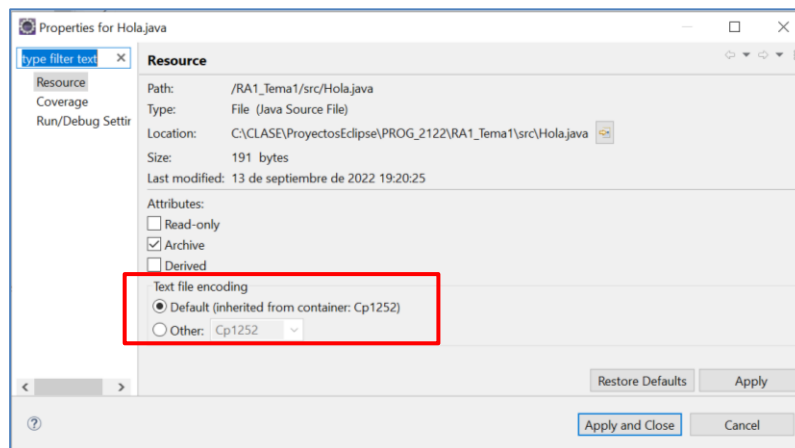 Properties for Hola.java
type filter text
Resource
Coverage
Run/Debug Settir
Resource
Path: /RA1_Tema1/src/Hola.java
Type: File (Java Source File)
Location: C:\CLASE\ProyectosEclipse\PROG_2122\RA1_Tema1\src\Hola.java
Size: 191 bytes
Last modified: 13 de septiembre de 2022 19:20:25
Attributes:
Read-only
Archive
Derived
Text file encoding
Default (inherited from container: Cp1252)
Other: Cp1252
Restore Defaults Apply
Apply and Close Cancel